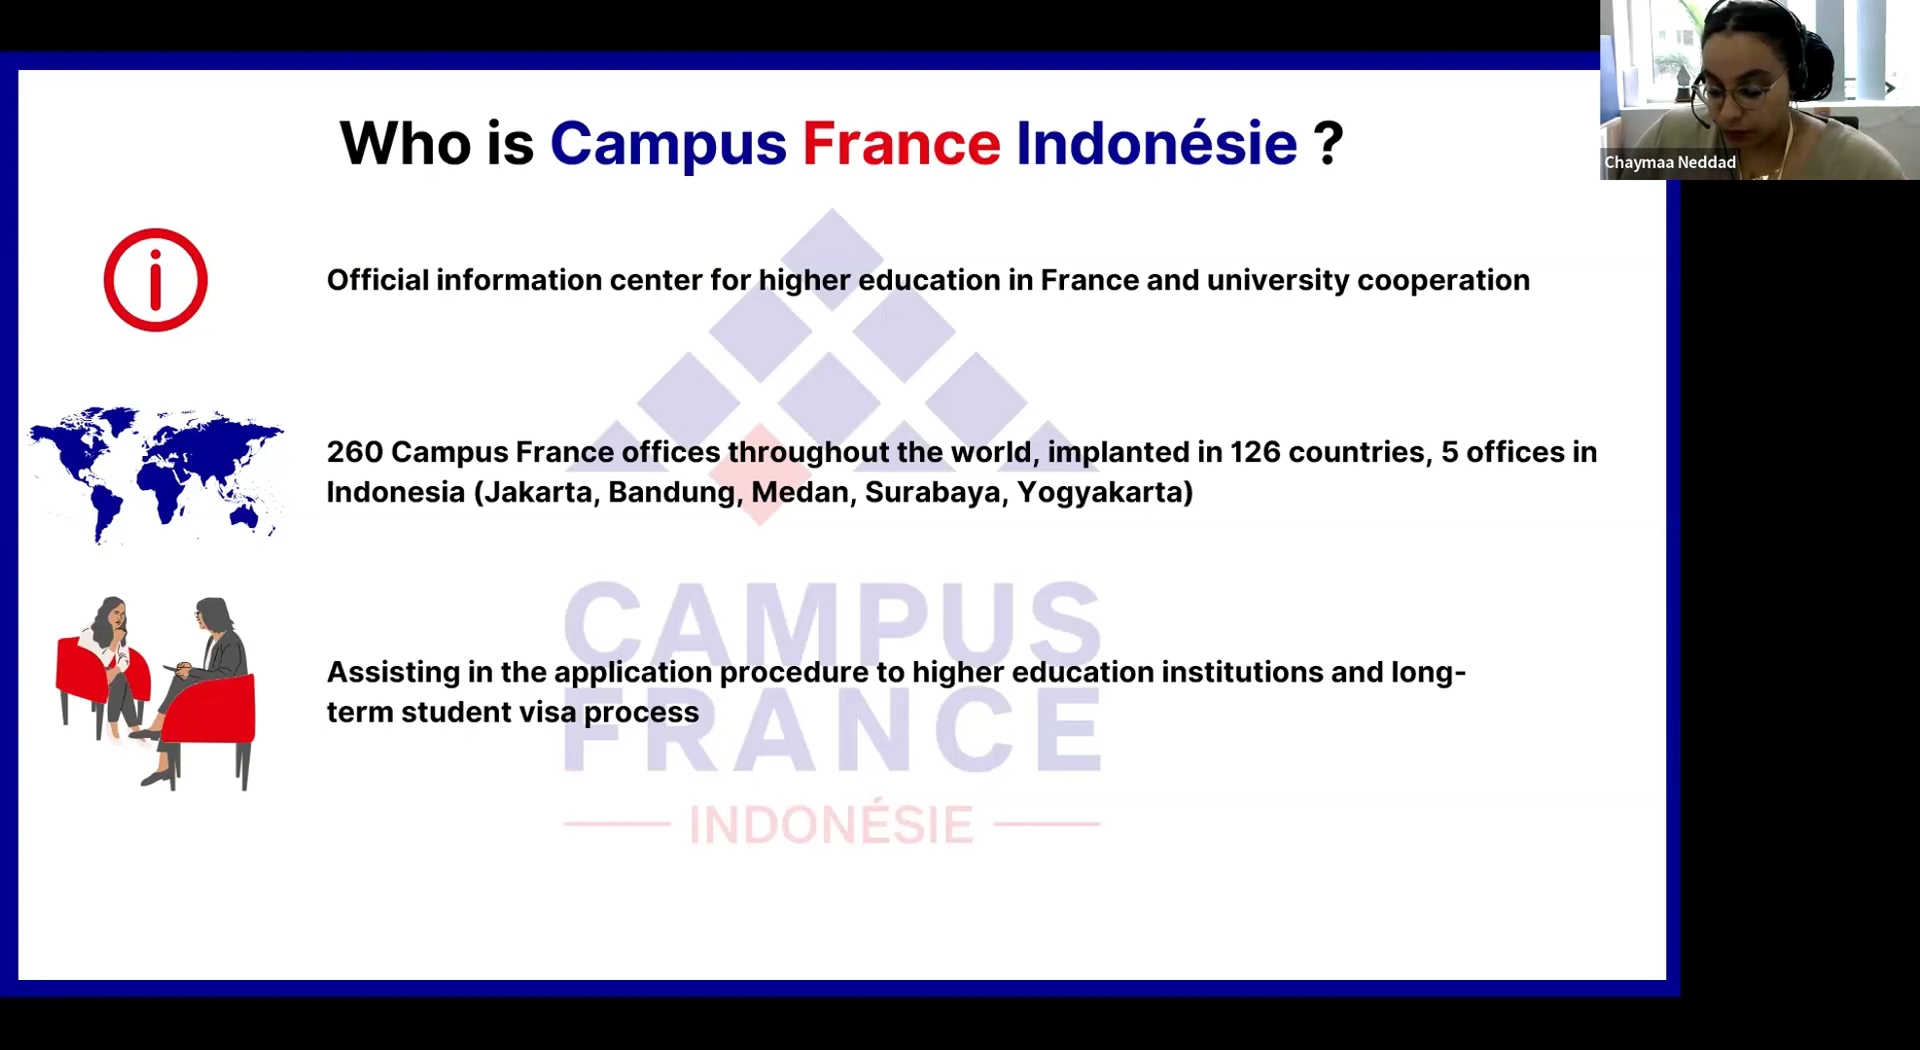 Who is Campus France Indonésie ?
Chaymaa Neddad
Official information center for higher education in France and university cooperation
260 Campus France offices throughout the world, implanted in 126 countries, 5 offices in
Indonesia (Jakarta, Bandung, Medan, Surabaya, Yogyakarta)
Assisting in the application procedure to higher education institutions and long-
term student visa process
CAMPUS
FRANCE
INDONÉSIE